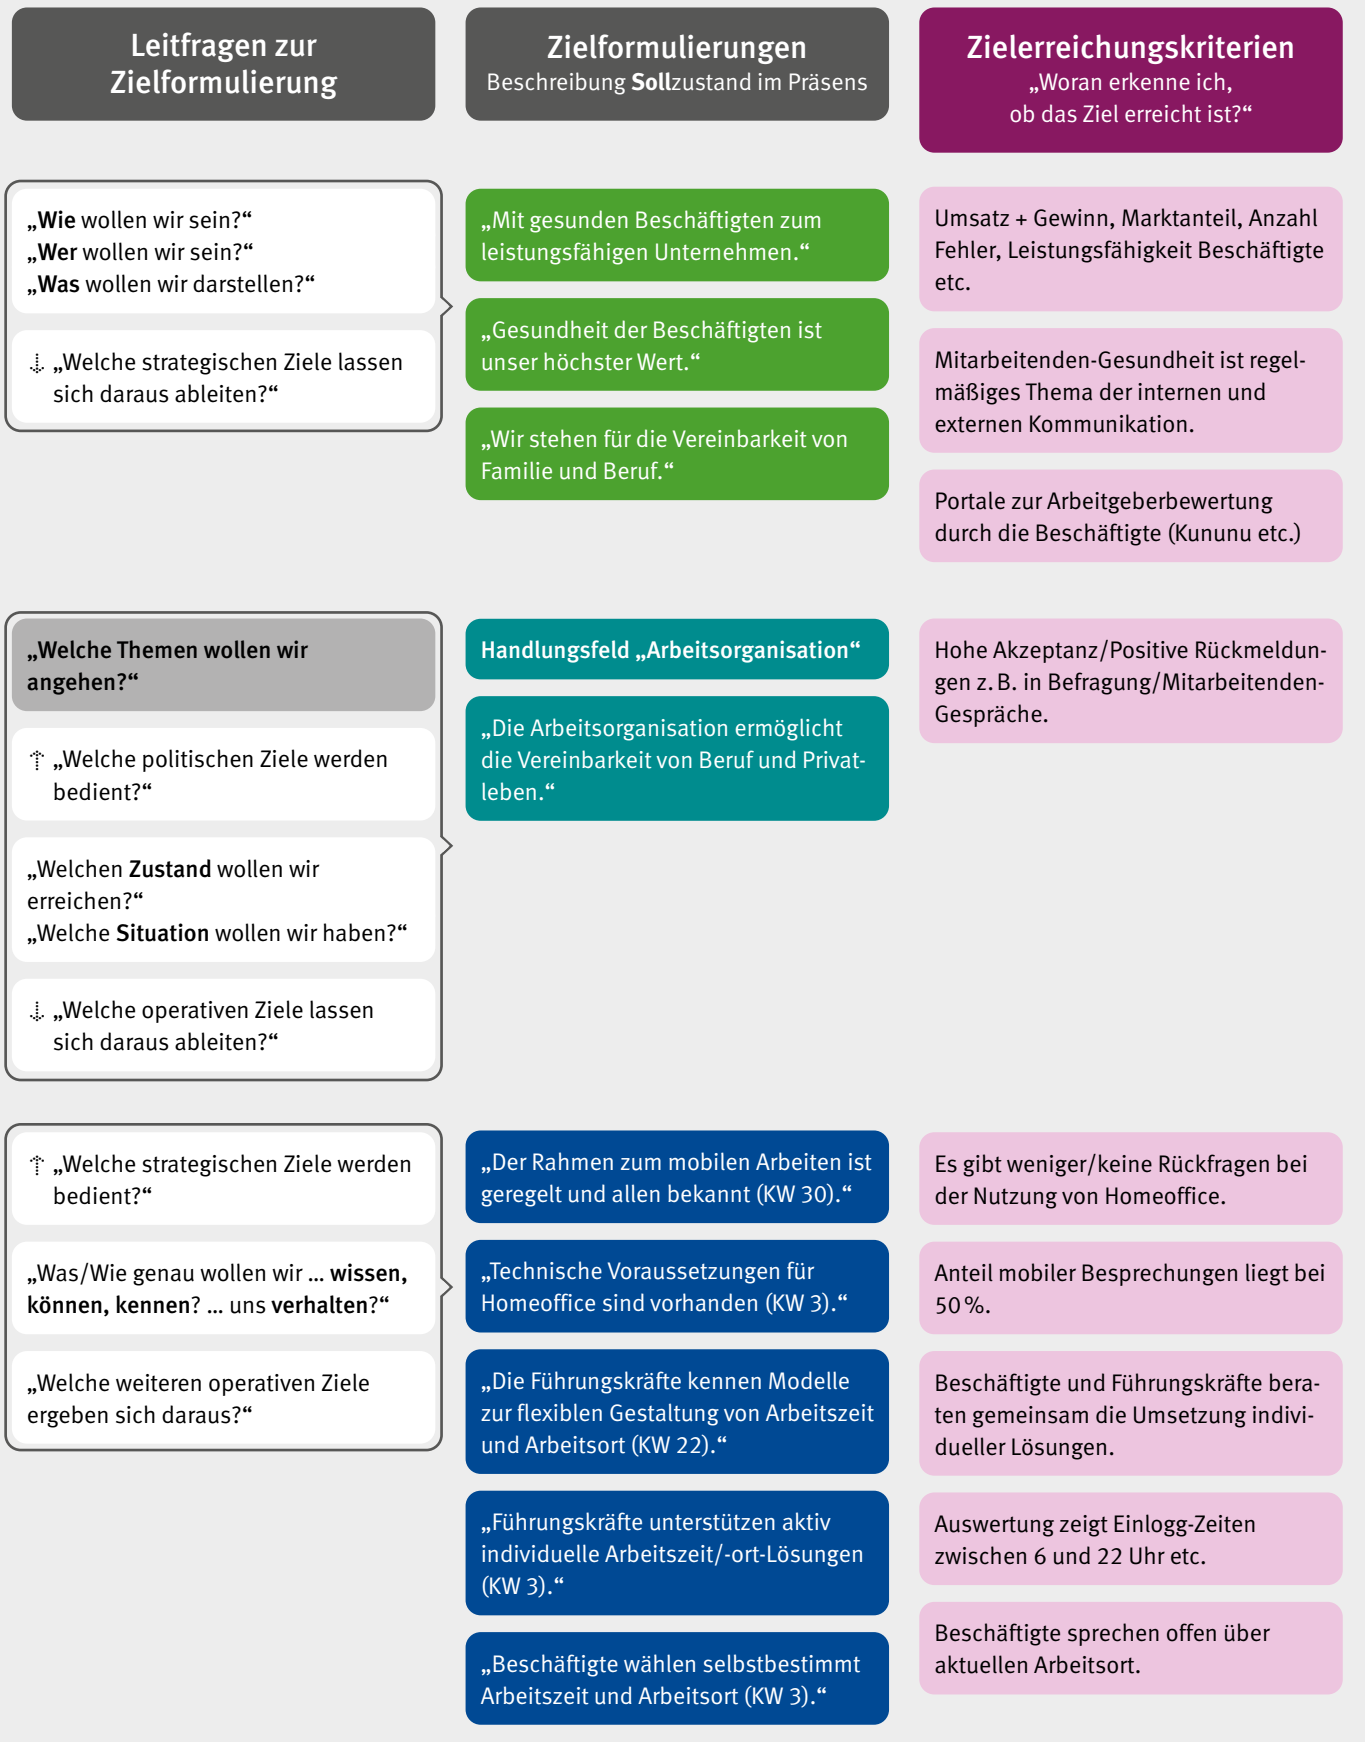 Leitfragen zur
Zielformulierung
Zielformulierungen
Beschreibung Sollzustand im Präsens
Zielerreichungskriterien
„Woran erkenne ich,
ob das Ziel erreicht ist?“
„Wie wollen wir sein?“
„Wer wollen wir sein?“
„Was wollen wir darstellen?“
„Welche strategischen Ziele lassen
sich daraus ableiten?“
„Mit gesunden Beschäftigten zum
leistungsfähigen Unternehmen.“
„Gesundheit der Beschäftigten ist
unser höchster Wert.“
„Wir stehen für die Vereinbarkeit von
Familie und Beruf.“
Umsatz + Gewinn, Marktanteil, Anzahl
Fehler, Leistungsfähigkeit Beschäftigte
etc.
Mitarbeitenden-Gesundheit ist regel-
mäßiges Thema der internen und
externen Kommunikation.
Portale zur Arbeitgeberbewertung
durch die Beschäftigte (Kununu etc.)
„Welche Themen wollen wir
angehen?“
„Welche politischen Ziele werden
bedient?“
„Welchen Zustand wollen wir
erreichen?“
„Welche Situation wollen wir haben?“
„Welche operativen Ziele lassen
sich daraus ableiten?“
Handlungsfeld „Arbeitsorganisation“
„Die Arbeitsorganisation ermöglicht
die Vereinbarkeit von Beruf und Privat-
leben.“
Hohe Akzeptanz/Positive Rückmeldun-
gen z. B. in Befragung/Mitarbeitenden-
Gespräche.
„Welche strategischen Ziele werden
bedient?“
„Was/Wie genau wollen wir ... wissen,
können, kennen? ... uns verhalten?“
„Welche weiteren operativen Ziele
ergeben sich daraus?“
„Der Rahmen zum mobilen Arbeiten ist
geregelt und allen bekannt (KW 30).“
„Technische Voraussetzungen für
Homeoffice sind vorhanden (KW 3).“
„Die Führungskräfte kennen Modelle
zur flexiblen Gestaltung von Arbeitszeit
und Arbeitsort (KW 22).“
„Führungskräfte unterstützen aktiv
individuelle Arbeitszeit/-ort-Lösungen
(KW 3).“
„Beschäftigte wählen selbstbestimmt
Arbeitszeit und Arbeitsort (KW 3).“
Es gibt weniger/keine Rückfragen bei
der Nutzung von Homeoffice.
Anteil mobiler Besprechungen liegt bei
50 %.
Beschäftigte und Führungskräfte bera-
ten gemeinsam die Umsetzung indivi-
dueller Lösungen.
Auswertung zeigt Einlogg-Zeiten
zwischen 6 und 22 Uhr etc.
Beschäftigte sprechen offen über
aktuellen Arbeitsort.